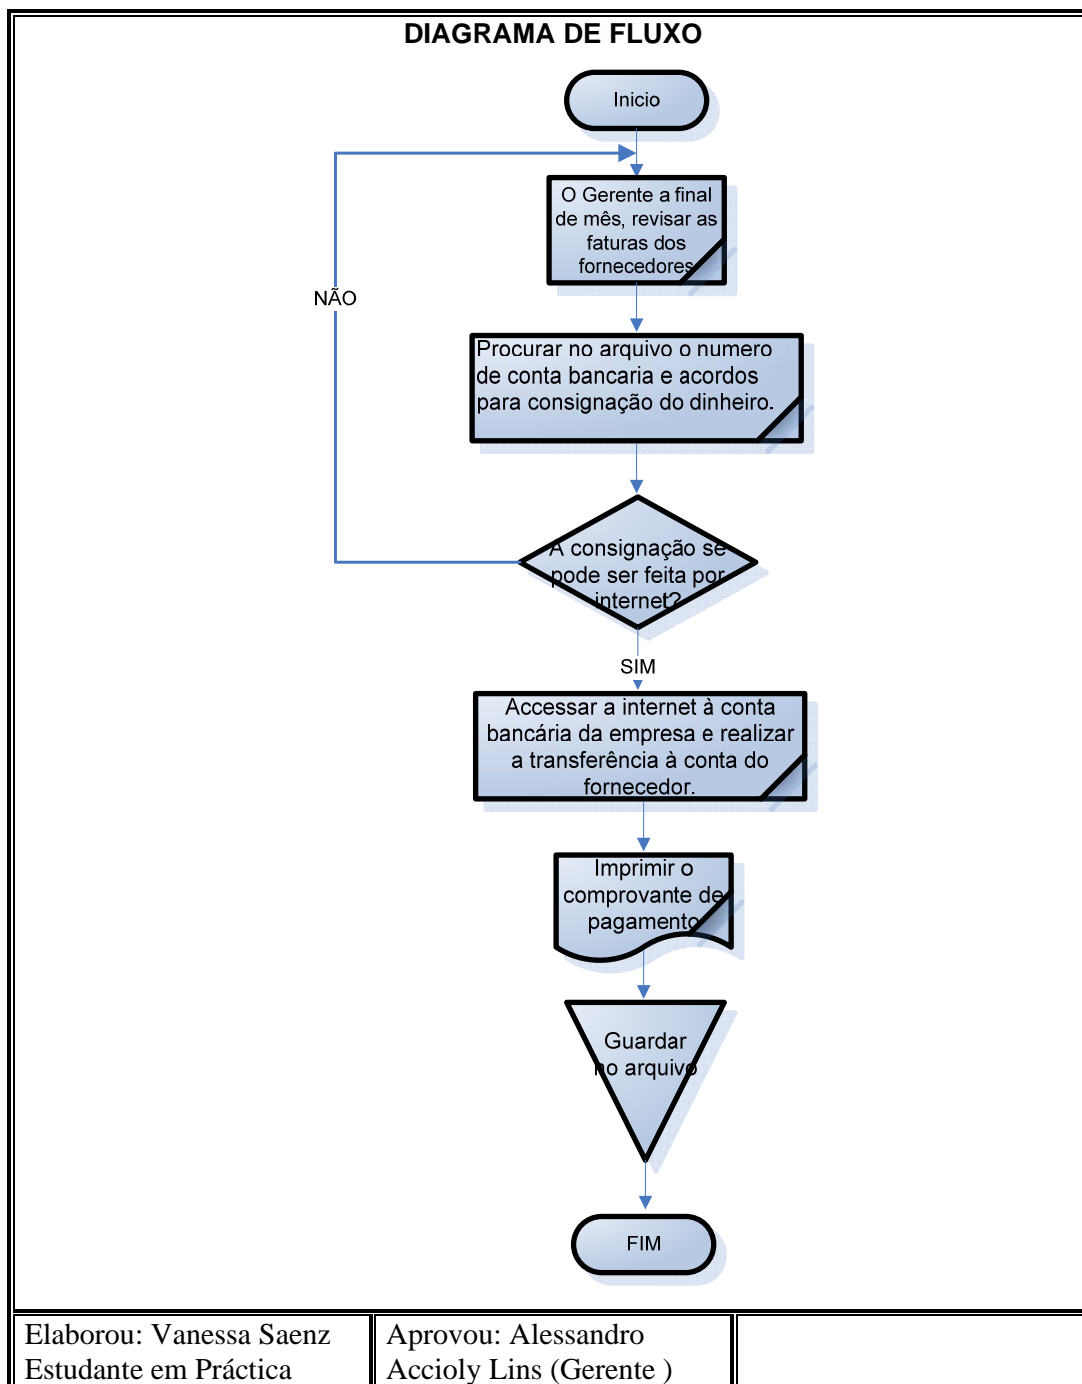 DIAGRAMA DE FLUXO
Inicio
O Gerente a final
de mês, revisar as
faturas dos
fornecedores
NÃO
Procurar no arquivo o numero
de conta bancaria e acordos
para consignação do dinheiro.
A consignação se
pode ser feita por
internet?
SIM
Accessar a internet à conta
bancária da empresa e realizar
a transferência à conta do
fornecedor.
Imprimir o
comprovante de
pagamento
Guardar
no arquivo
FIM
Elaborou: Vanessa Saenz
Estudante em Práctica
Aprovou: Alessandro
Accioly Lins (Gerente )